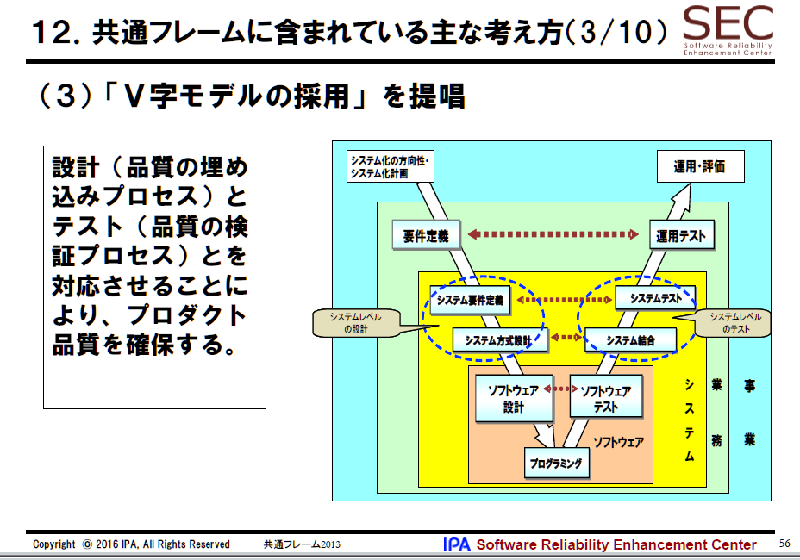 12．共通フレームに含まれている主な考え方(３/１０)
SEC
Software Reliability
Enhancement Center
（３）「Ｖ字モデルの採用」を提唱
設計（品質の埋め
込みプロセス）と
テスト（品質の検
証プロセス）とを
対応させることに
より、プロダクト
品質を確保する。
システム化の方向性・
システム化計画
運用・評価
要件定義
運用テスト
システム要件定義
システムテスト
システムレベル
の設計
システムレベル
のテスト
システム方式設計
システム結合
ソフトウェア
設計
ソフトウェア
テスト
プログラミング
ソフトウェア
システム
業務
事業
Copyright © 2016 IPA, All Rights Reserved
共通フレーム2013
IPA Software Reliability Enhancement Center
56